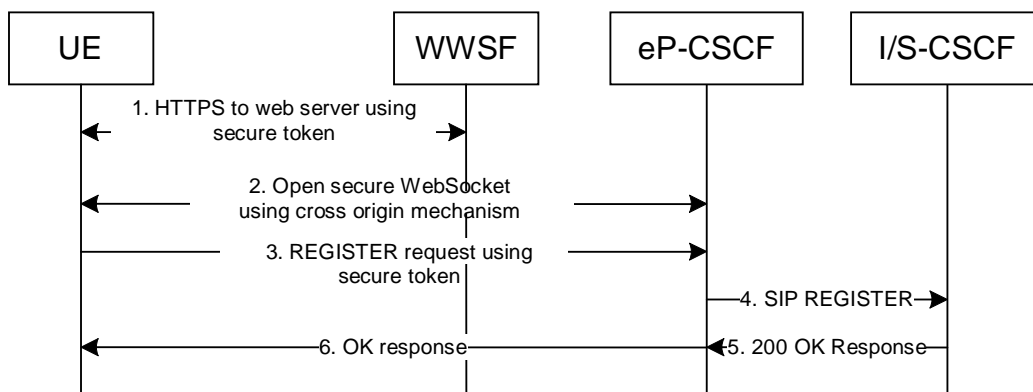 UE
WWSF
eP-CSCF
I/S-CSCF
1. HTTPS to web server using
secure token
2. Open secure WebSocket
using cross origin mechanism
3. REGISTER request using
secure token
4. SIP REGISTER
6. OK response
5. 200 OK Response